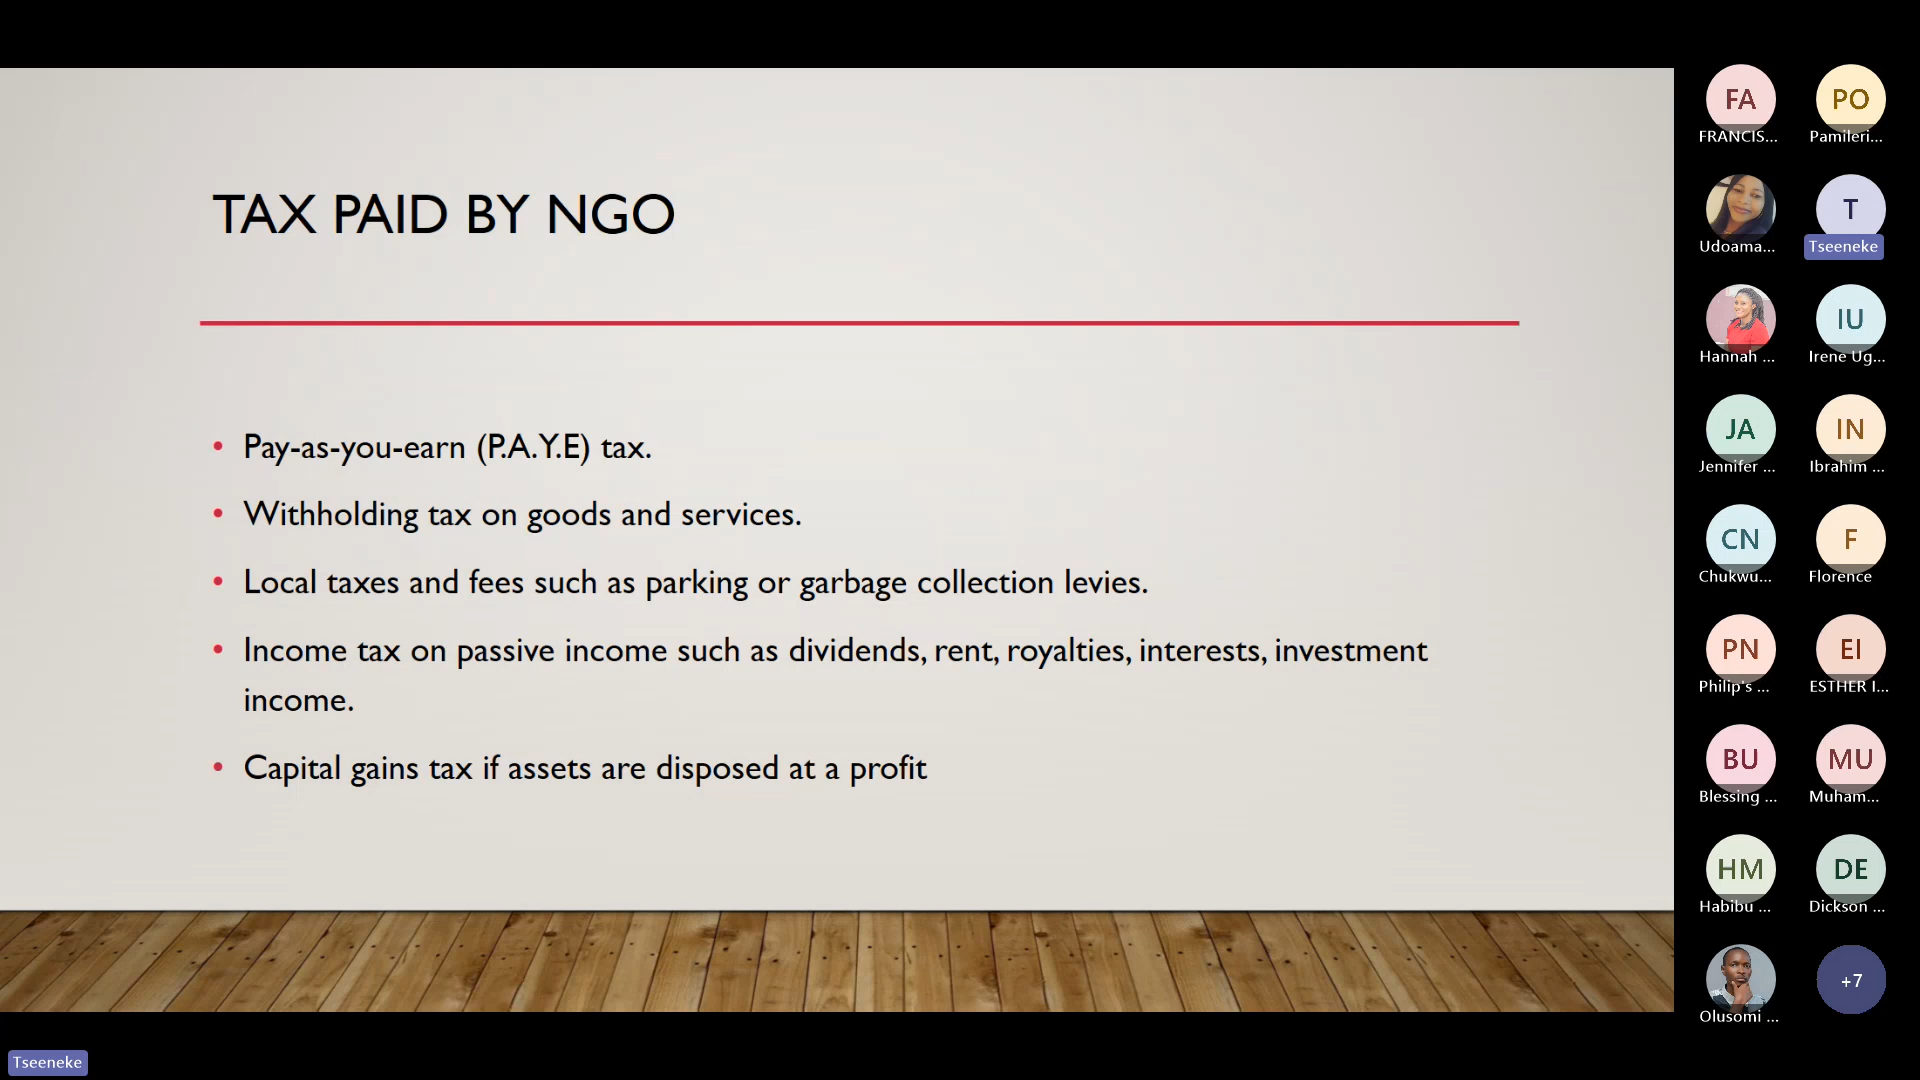 TAX PAID BY NGO
• Pay-as-you-earn (P.A.Y.E) tax.
• Withholding tax on goods and services.
• Local taxes and fees such as parking or garbage collection levies.
• Income tax on passive income such as dividends, rent, royalties, interests, investment
income.
• Capital gains tax if assets are disposed at a profit
FA
FRANCIS...
PO
Pamileri...
Udoama...
T
Tseeneke
Hannah ...
IU
Irene Ug...
JA
Jennifer ...
IN
Ibrahim ...
CN
Chukwu...
F
Florence
PN
Philip's ...
EI
ESTHER I...
BU
Blessing ...
MU
Muham...
HM
Habibu ...
DE
Dickson ...
Olusomi ...
+7
Tseeneke